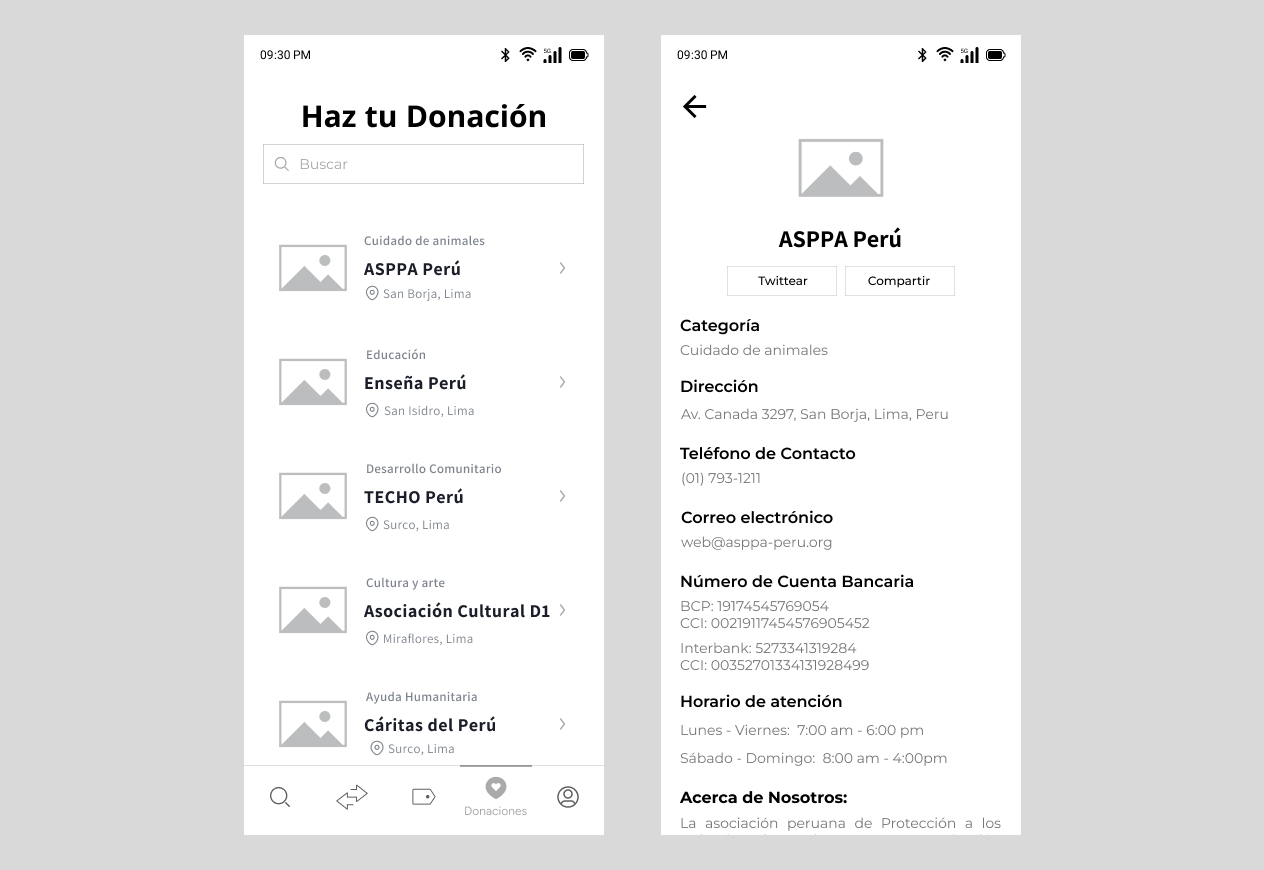 09:30 PM
5G
Haz tu Donación
Buscar
Cuidado de animales
ASPPA Perú
San Borja, Lima
Educación
Enseña Perú
San Isidro, Lima
Desarrollo Comunitario
TECHO Perú
Surco, Lima
Cultura y arte
Asociación Cultural D1
Miraflores, Lima
Ayuda Humanitaria
Cáritas del Perú
Surco, Lima
Donaciones
09:30 PM
5G
ASPPA Perú
Twittear
Compartir
Categoría
Cuidado de animales
Dirección
Av. Canada 3297, San Borja, Lima, Peru
Teléfono de Contacto
(01) 793-1211
Correo electrónico
web@asppa-peru.org
Número de Cuenta Bancaria
BCP: 19174545769054
CCI: 00219117454576905452
Interbank: 5273341319284
CCI: 00352701334131928499
Horario de atención
Lunes - Viernes: 7:00 am - 6:00 pm
Sábado - Domingo: 8:00 am - 4:00pm
Acerca de Nosotros:
La asociación peruana de Protección a los